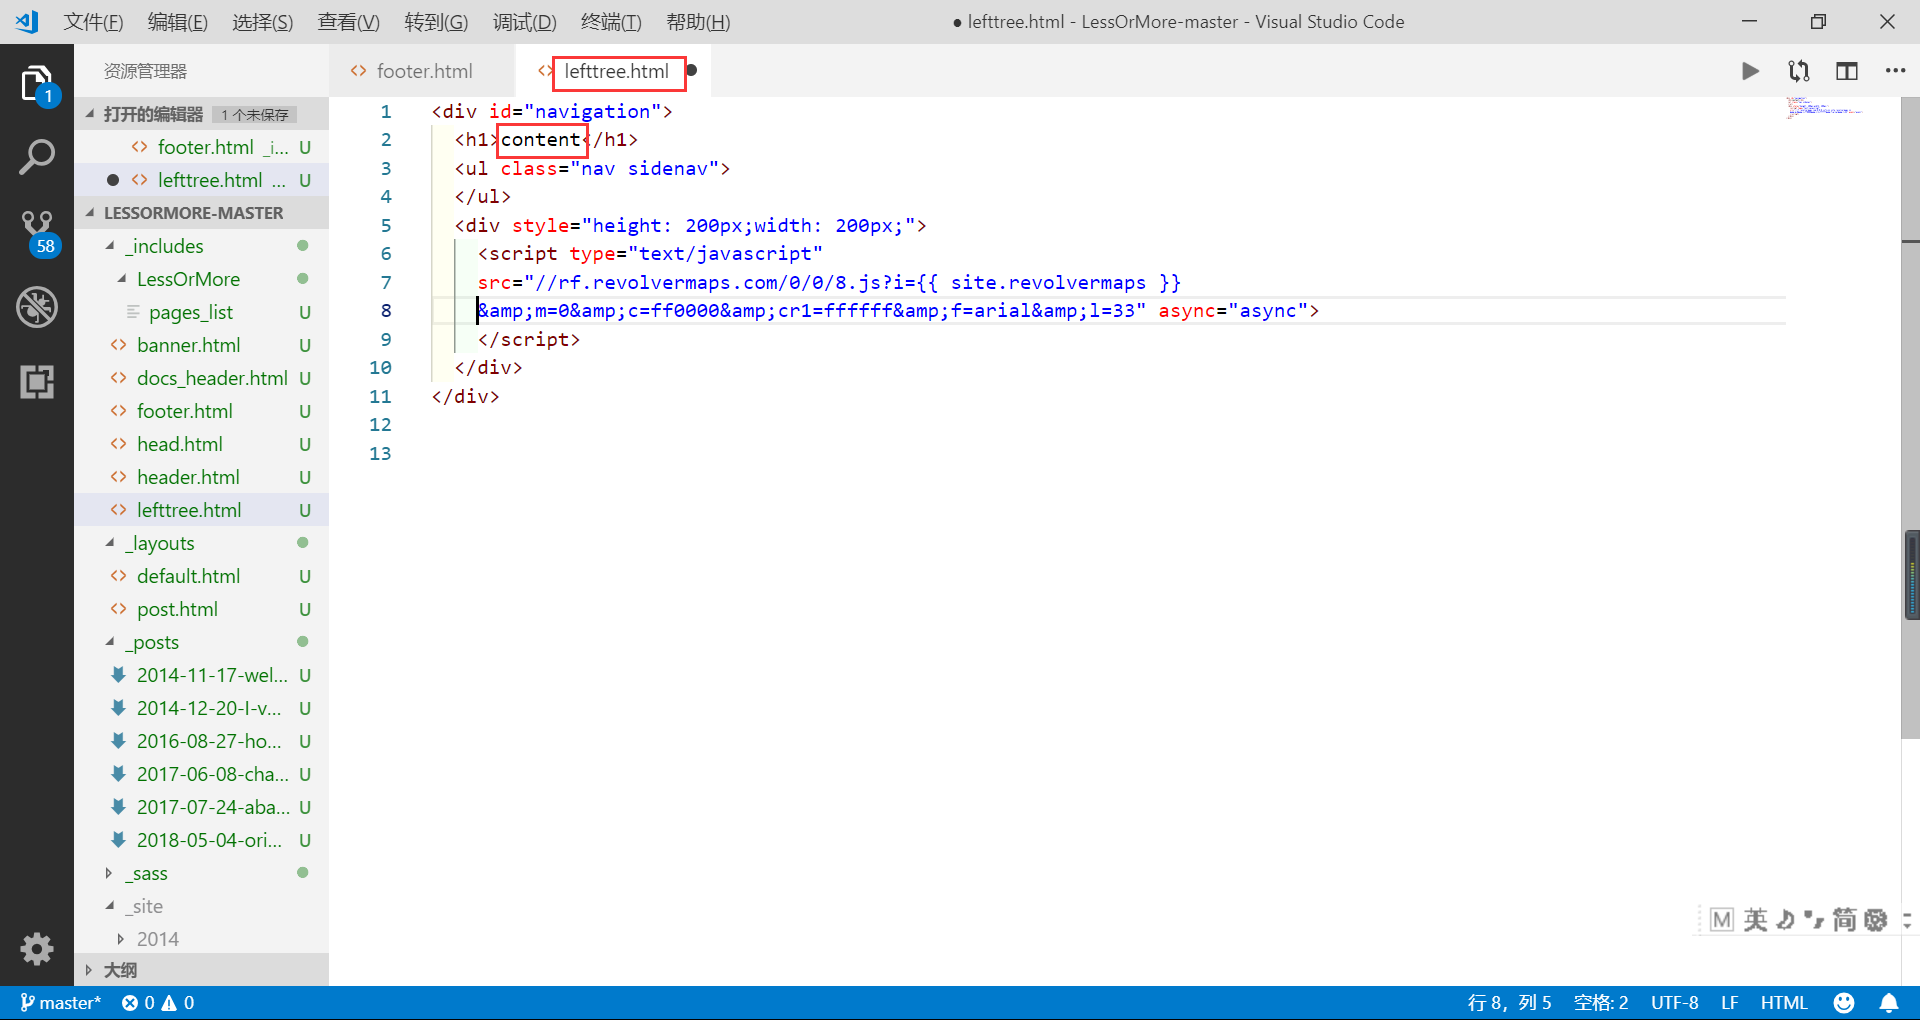 文件(F) 编辑(E) 选择(S) 查看(V) 转到(G) 调试(D) 终端(T) 帮助(H) ● lefttree.html - LessOrMore-master - Visual Studio Code
资源管理器
打开的编辑器 1 个未保存
footer.html _i... U
lefttree.html ... U
LESSORMORE-MASTER
_includes
LessOrMore
pages_list U
banner.html U
docs_header.html U
footer.html U
head.html U
header.html U
lefttree.html U
_layouts
default.html U
post.html U
_posts
2014-11-17-wel... U
2014-12-20-I-v... U
2016-08-27-ho... U
2017-06-08-cha... U
2017-07-24-aba... U
2018-05-04-ori... U
_sass
_site
2014
大纲
1
58
footer.html lefttree.html
1 <div id="navigation">
2 <h1>content</h1>
3 <ul class="nav sidenav">
4 </ul>
5 <div style="height: 200px;width: 200px;">
6 <script type="text/javascript"
7 src="//rf.revolvermaps.com/0/0/8.js?i={{ site.revolvermaps }}
8 &amp;m=0&amp;c=ff0000&amp;cr1=ffffff&amp;f=arial&amp;l=33" async="async">
9 </script>
10 </div>
11 </div>
12
13
M 英 简
master* 0 0 行 8，列 5 空格: 2 UTF-8 LF HTML